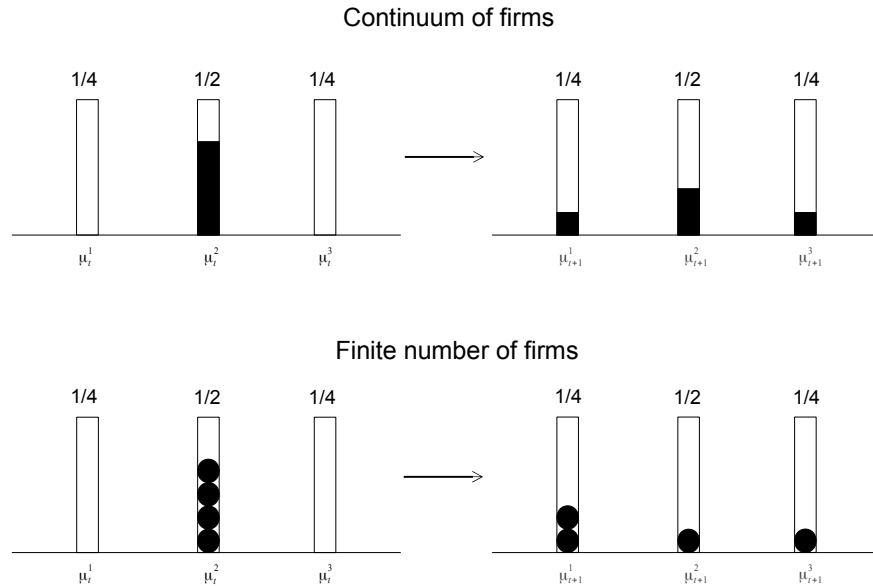 Continuum of firms
1/4 1/2 1/4 1/4 1/2 1/4
μ_t^1 μ_t^2 μ_t^3 μ_{t+1}^1 μ_{t+1}^2 μ_{t+1}^3
Finite number of firms
1/4 1/2 1/4 1/4 1/2 1/4
μ_t^1 μ_t^2 μ_t^3 μ_{t+1}^1 μ_{t+1}^2 μ_{t+1}^3